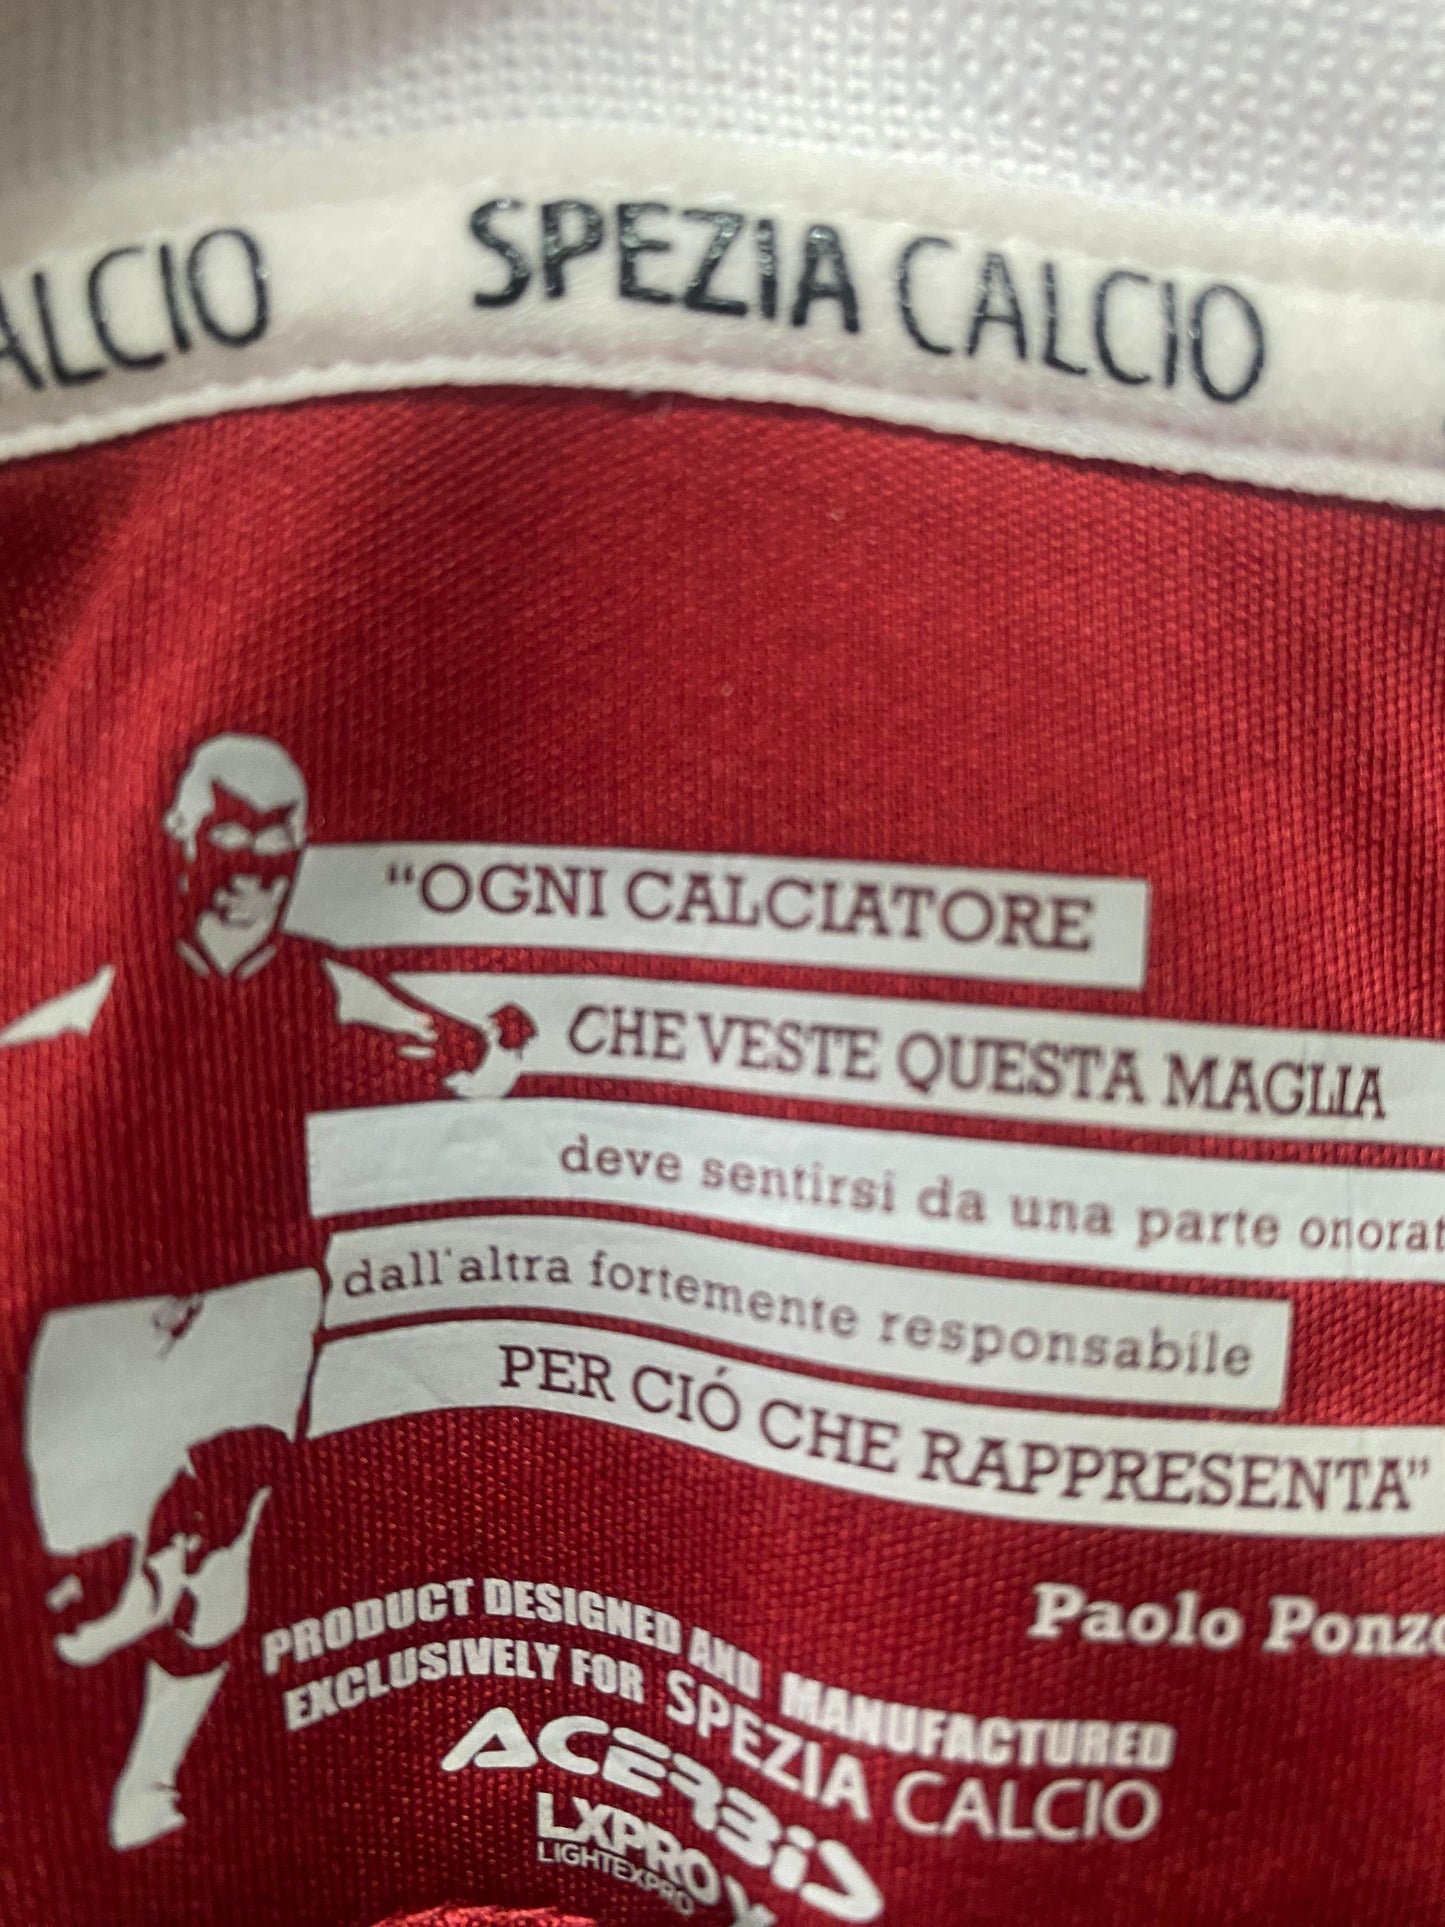 ALCIO SPEZIA CALCIO
“OGNI CALCIATORE
CHE VESTE QUESTA MAGLIA
deve sentirsi da una parte onorat
dall'altra fortemente responsabile
PER CIÓ CHE RAPPRESENTA”
Paolo Ponzo
PRODUCT DESIGNED AND MANUFACTURED
EXCLUSIVELY FOR SPEZIA CALCIO
ACERBIS
LXPRO
LIGHTEXPRO